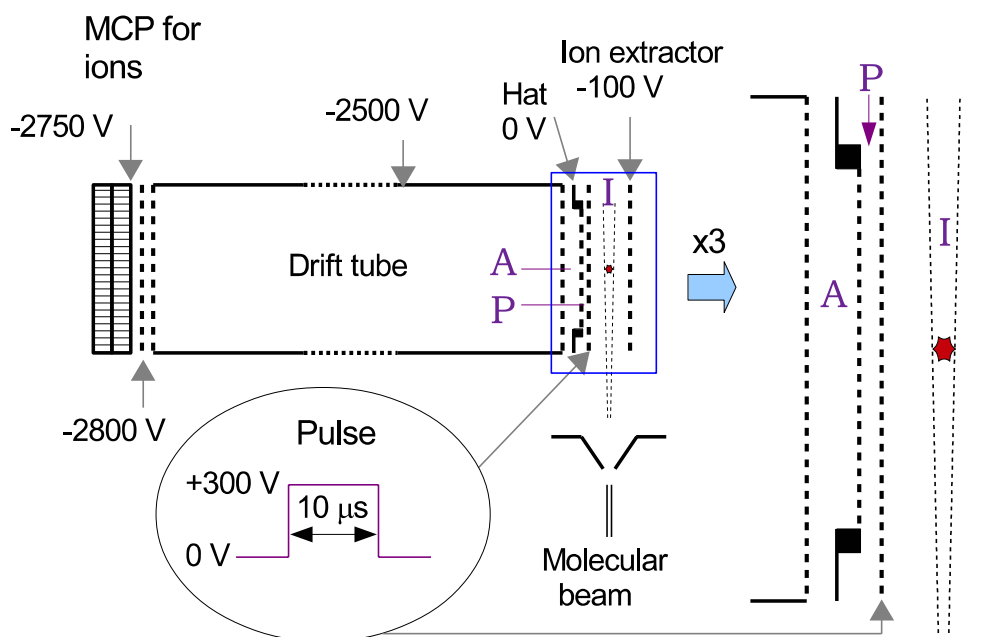 MCP for
ions
Ion extractor
-100 V
Hat
0 V
P
-2750 V
-2500 V
I
x3
I
A
Drift tube
A
P
-2800 V
Pulse
+300 V
10 μs
0 V
Molecular
beam